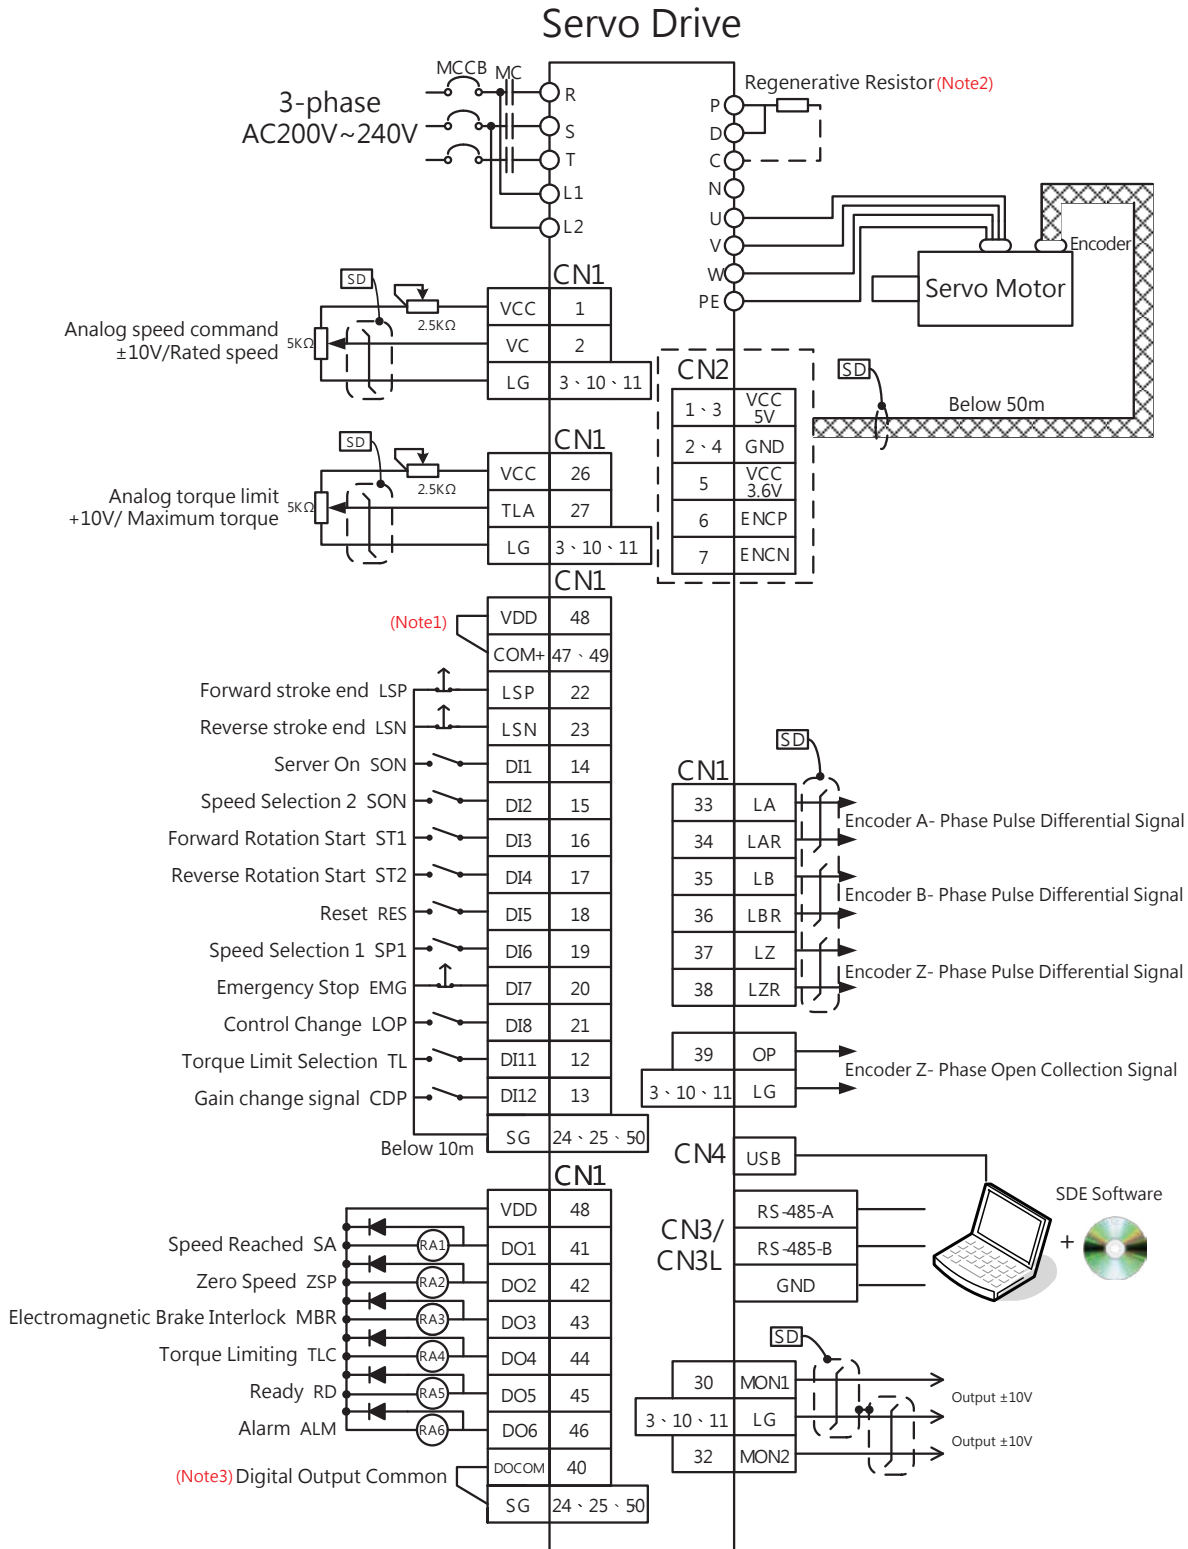 Servo Drive
MCCB MC
3-phase
AC200V~240V
R
S
T
L1
L2
Regenerative Resistor(Note2)
P
D
C
N
U
V
W
PE
Encoder
Servo Motor
SD
Below 50m
CN1
SD
Analog speed command
±10V/Rated speed
5KΩ
2.5KΩ
VCC 1
VC 2
LG 3、10、11
CN1
SD
Analog torque limit
+10V/ Maximum torque
5KΩ
2.5KΩ
VCC 26
TLA 27
LG 3、10、11
CN2
1、3 VCC 5V
2、4 GND
5 VCC 3.6V
6 ENCP
7 ENCN
CN1
(Note1)
VDD 48
COM+ 47、49
Forward stroke end LSP LSP 22
Reverse stroke end LSN LSN 23
Server On SON DI1 14
Speed Selection 2 SON DI2 15
Forward Rotation Start ST1 DI3 16
Reverse Rotation Start ST2 DI4 17
Reset RES DI5 18
Speed Selection 1 SP1 DI6 19
Emergency Stop EMG DI7 20
Control Change LOP DI8 21
Torque Limit Selection TL DI11 12
Gain change signal CDP DI12 13
Below 10m
SG 24、25、50
CN1
VDD 48
Speed Reached SA RA1 DO1 41
Zero Speed ZSP RA2 DO2 42
Electromagnetic Brake Interlock MBR RA3 DO3 43
Torque Limiting TLC RA4 DO4 44
Ready RD RA5 DO5 45
Alarm ALM RA6 DO6 46
(Note3) Digital Output Common DOCOM 40
SG 24、25、50
CN1
SD
33 LA
34 LAR
Encoder A- Phase Pulse Differential Signal
35 LB
36 LBR
Encoder B- Phase Pulse Differential Signal
37 LZ
38 LZR
Encoder Z- Phase Pulse Differential Signal
39 OP
3、10、11 LG
Encoder Z- Phase Open Collection Signal
CN4 USB
CN3/
CN3L
RS-485-A
RS-485-B
GND
SDE Software
+
SD
30 MON1
Output ±10V
3、10、11 LG
Output ±10V
32 MON2